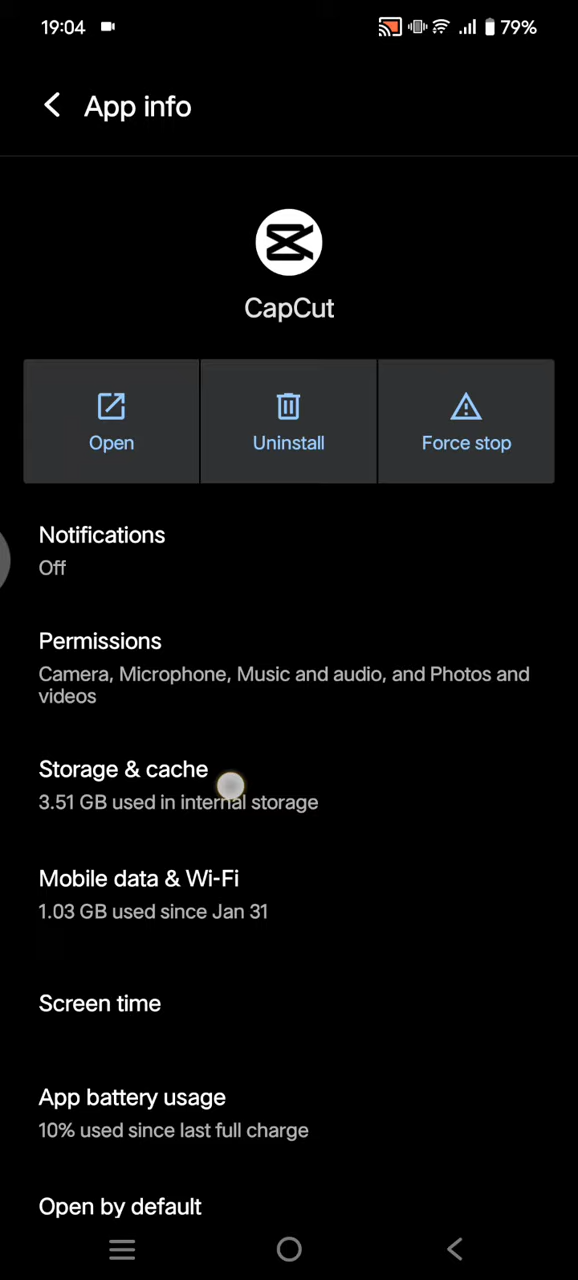 19:04 79%
App info
CapCut
Open Uninstall Force stop
Notifications
Off
Permissions
Camera, Microphone, Music and audio, and Photos and
videos
Storage & cache
3.51 GB used in internal storage
Mobile data & Wi-Fi
1.03 GB used since Jan 31
Screen time
App battery usage
10% used since last full charge
Open by default